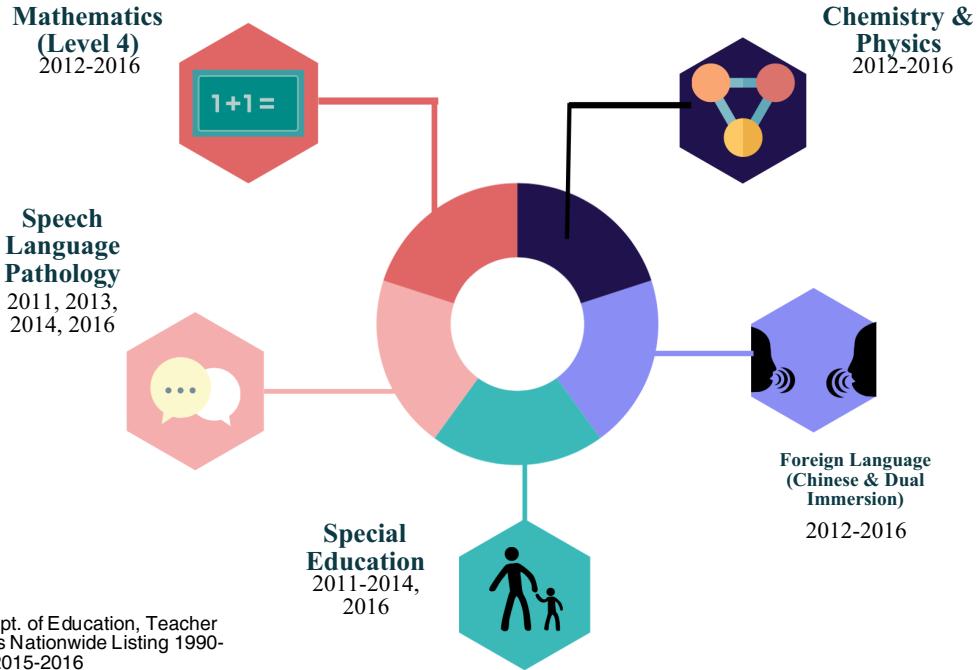 Mathematics
(Level 4)
2012-2016
1+1=
Chemistry &
Physics
2012-2016
Speech
Language
Pathology
2011, 2013,
2014, 2016
Foreign Language
(Chinese & Dual
Immersion)
2012-2016
Special
Education
2011-2014,
2016
of Education, Teacher
Nationwide Listing 1990-
2015-2016